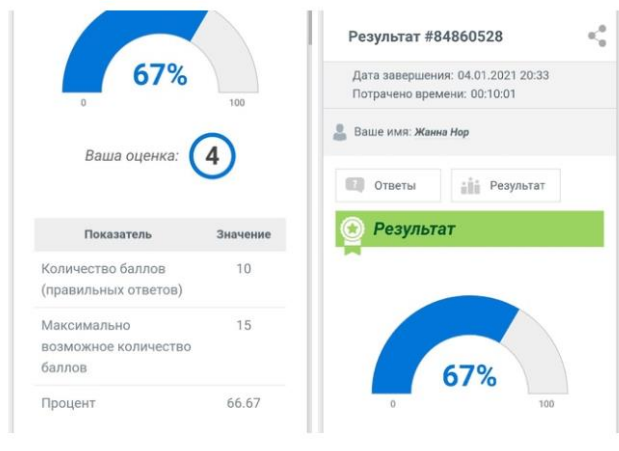 67%
0
100
Ваша оценка:
4
Показатель
Значение
Количество баллов
10
(правильных ответов)
Максимально
15
возможное количество
баллов
Процент
66.67
Результат #84860528
Дата завершения: 04.01.2021 20:33
Потрачено времени: 00:10:01
Ваше имя: Жанна Нор
Ответы
Результат
Результат
67%
0
100